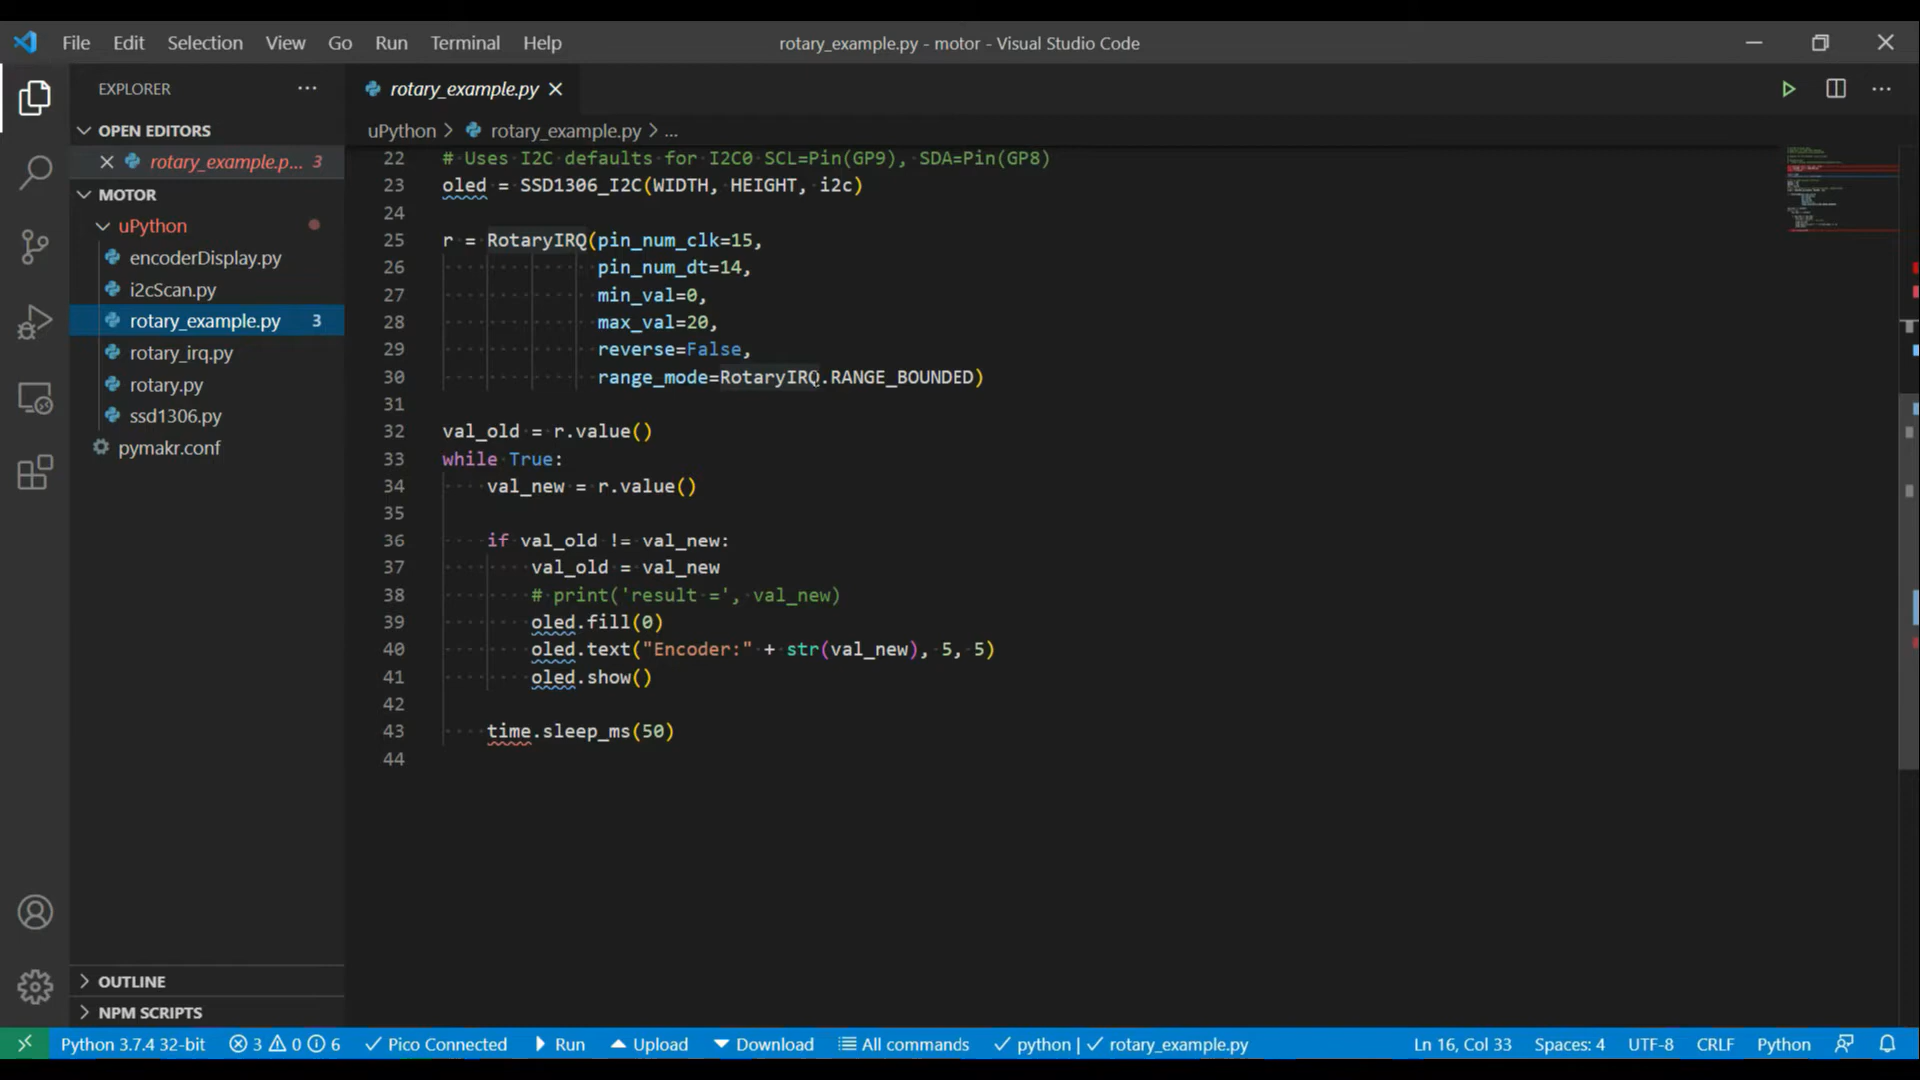 File Edit Selection View Go Run Terminal Help
rotary_example.py - motor - Visual Studio Code
EXPLORER
OPEN EDITORS
rotary_example.p... 3
MOTOR
uPython
encoderDisplay.py
i2cScan.py
rotary_example.py 3
rotary_irq.py
rotary.py
ssd1306.py
pymakr.conf
OUTLINE
NPM SCRIPTS
rotary_example.py
uPython > rotary_example.py > ...
22 # Uses I2C defaults for I2C0 SCL=Pin(GP9), SDA=Pin(GP8)
23 oled = SSD1306_I2C(WIDTH, HEIGHT, i2c)
24
25 r = RotaryIRQ(pin_num_clk=15,
26 pin_num_dt=14,
27 min_val=0,
28 max_val=20,
29 reverse=False,
30 range_mode=RotaryIRQ.RANGE_BOUNDED)
31
32 val_old = r.value()
33 while True:
34 val_new = r.value()
35
36 if val_old != val_new:
37 val_old = val_new
38 # print('result =', val_new)
39 oled.fill(0)
40 oled.text("Encoder:" + str(val_new), 5, 5)
41 oled.show()
42
43 time.sleep_ms(50)
44
Python 3.7.4 32-bit 3 0 6 Pico Connected Run Upload Download All commands python | rotary_example.py Ln 16, Col 33 Spaces: 4 UTF-8 CRLF Python